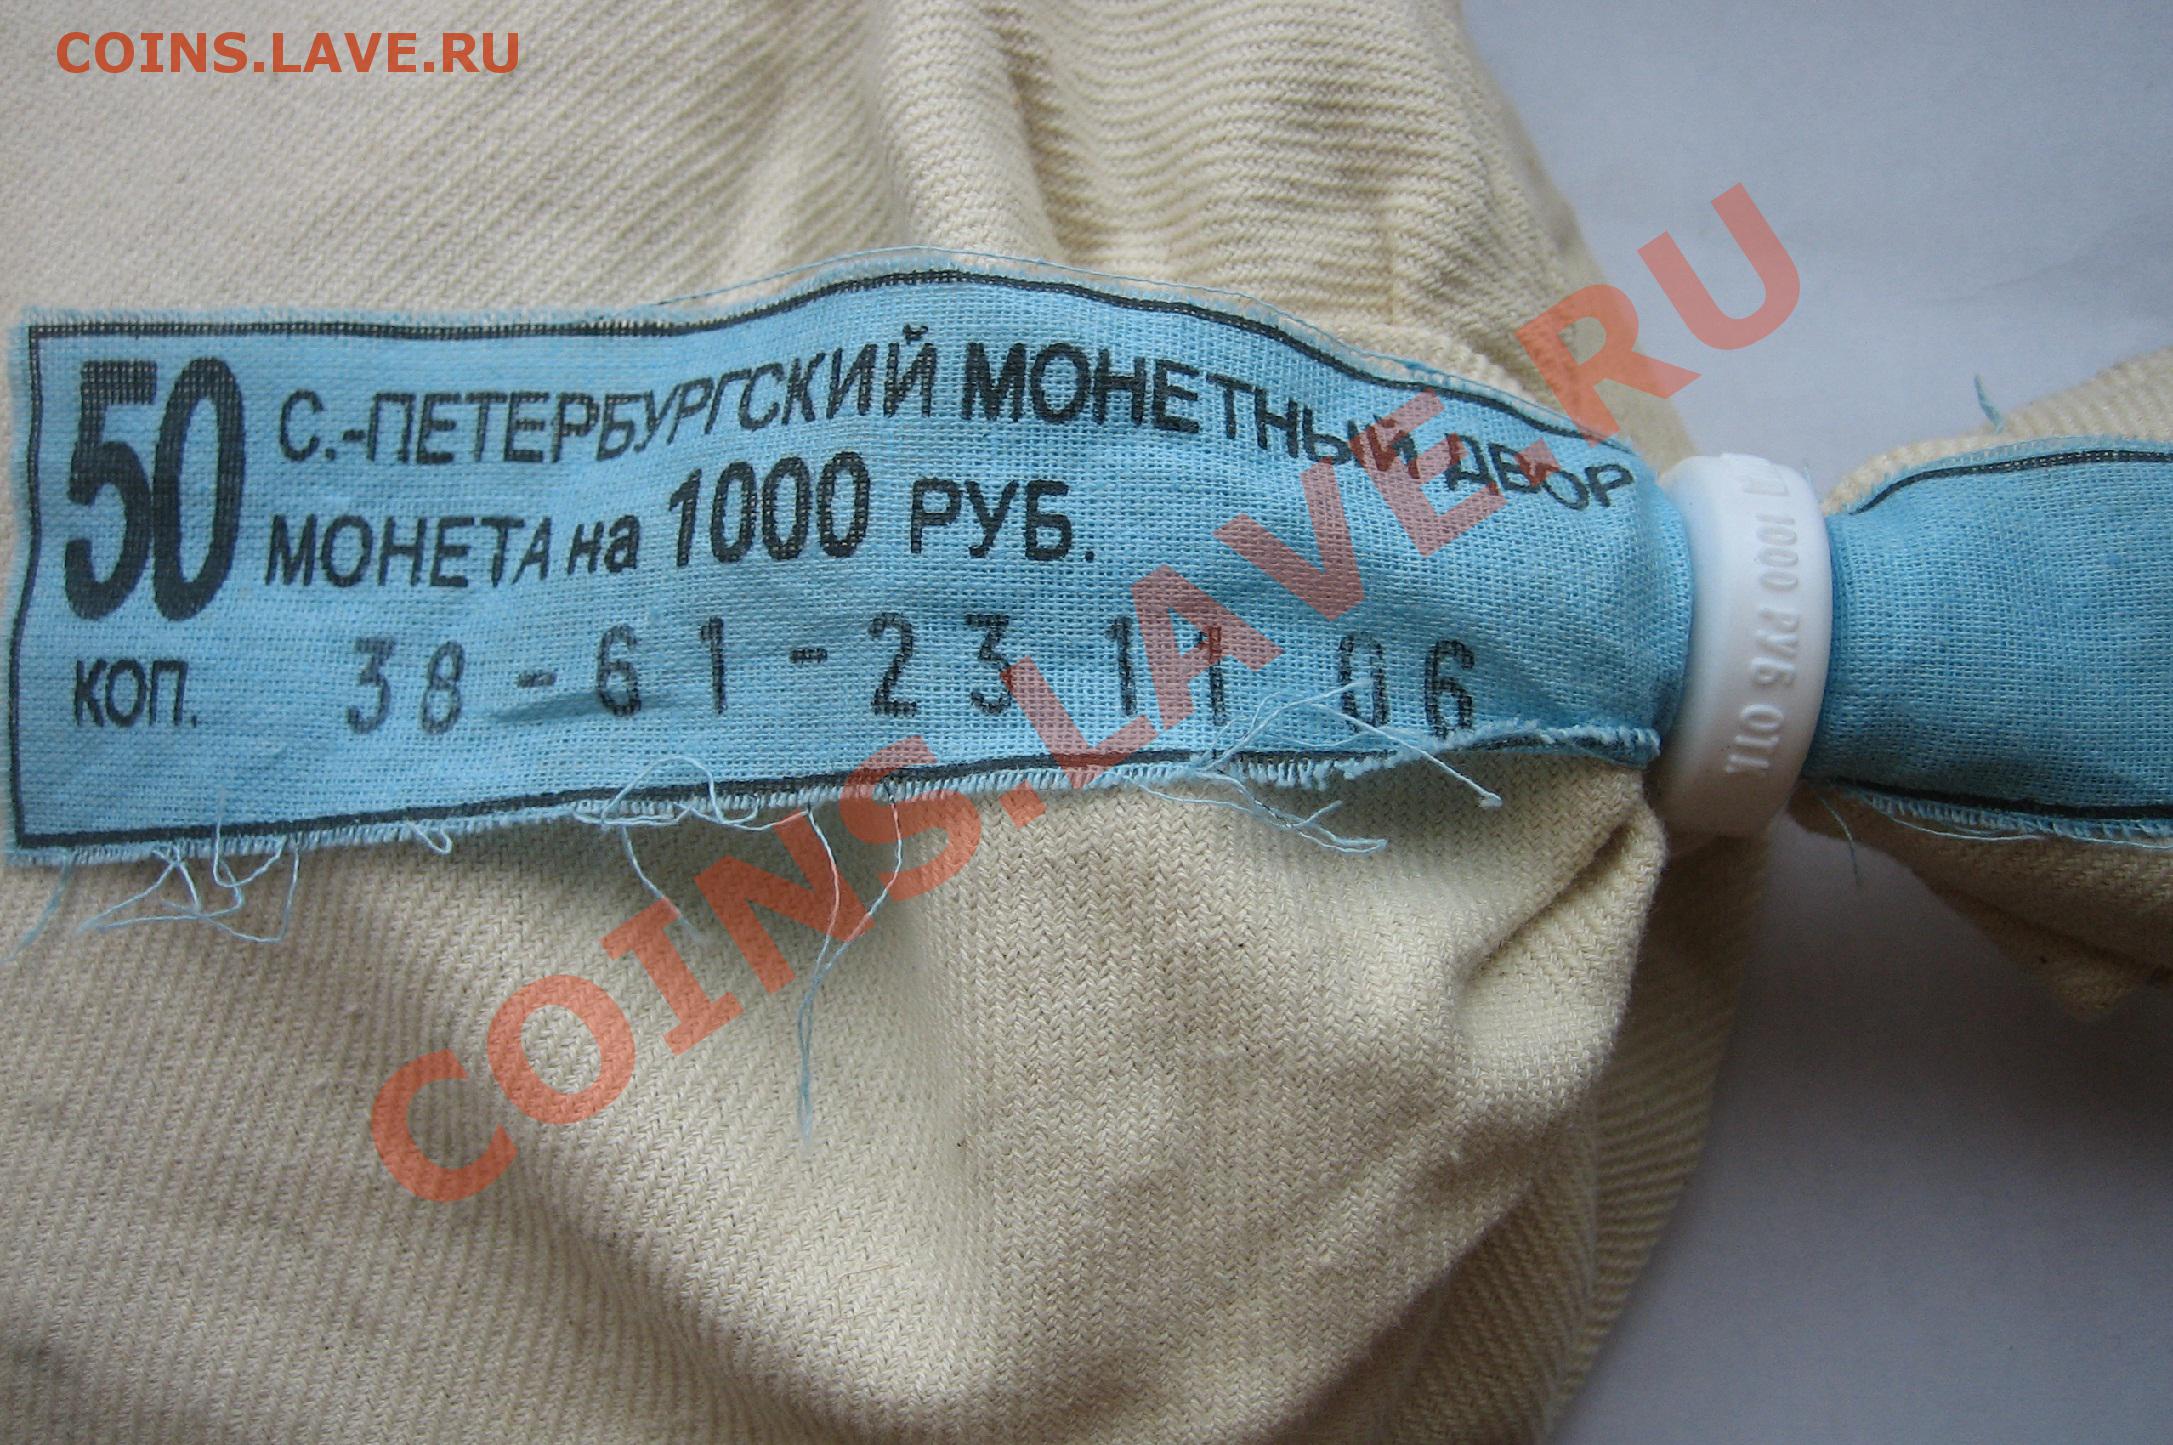 COINS.LAVE.RU
50 С.-ПЕТЕРБУРГСКИЙ МОНЕТНЫЙ ДВОР
МОНЕТА на 1000 РУБ.
КОП. 38-61-23 11 06
1000 РУБ ОТК
COINS.LAVE.RU